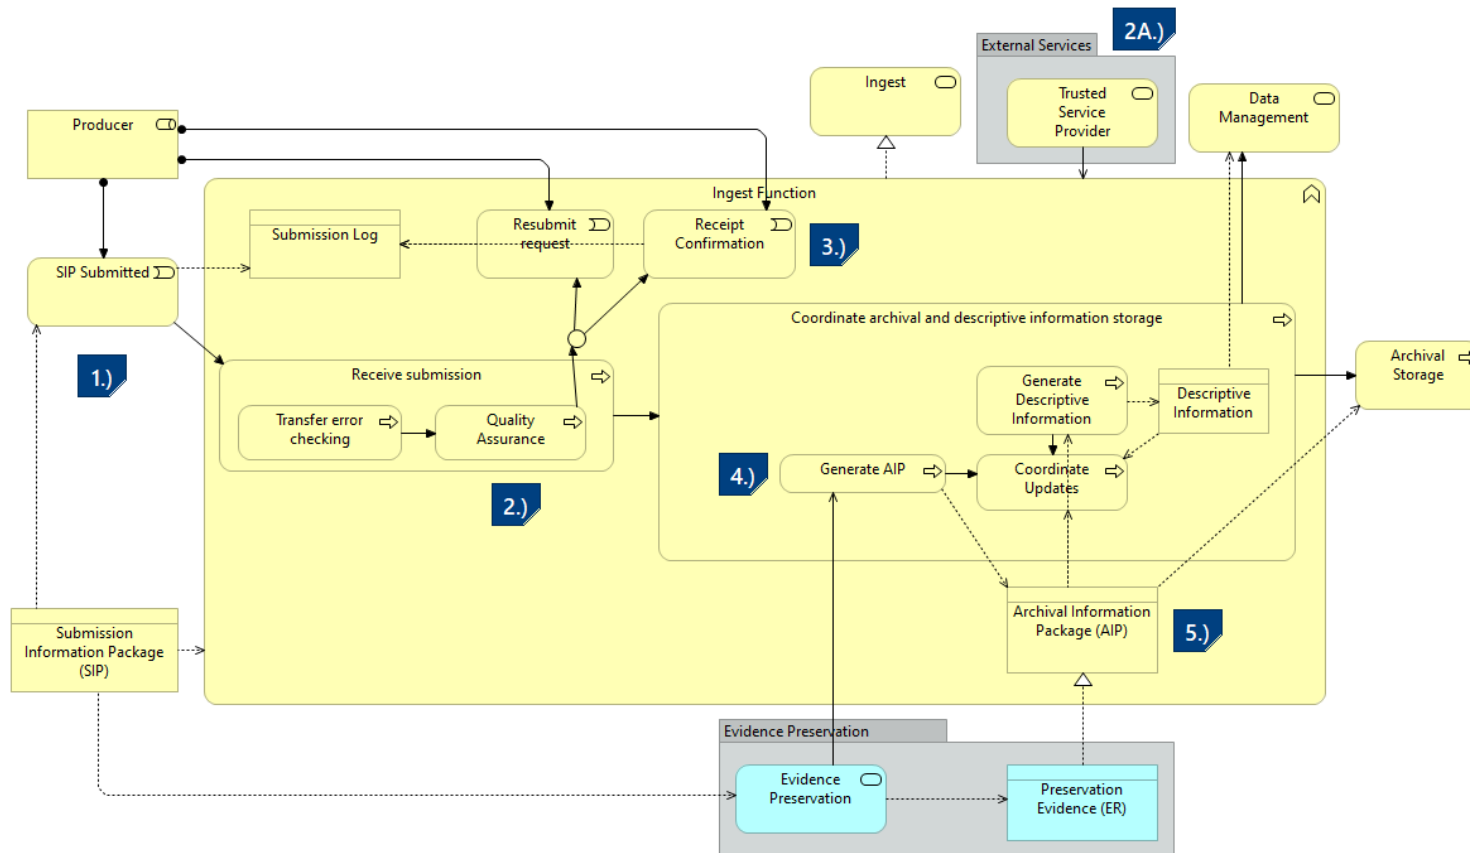 2A.)
External Services
Ingest
Trusted
Service
Provider
Data
Management
Producer
Ingest Function
Submission Log
Resubmit
request
Receipt
Confirmation
3.)
SIP Submitted
1.)
Coordinate archival and descriptive information storage
Receive submission
Transfer error
checking
Quality
Assurance
2.)
Generate
Descriptive
Information
Descriptive
Information
Archival
Storage
4.)
Generate AIP
Coordinate
Updates
Archival Information
Package (AIP)
5.)
Submission
Information Package
(SIP)
Evidence Preservation
Evidence
Preservation
Preservation
Evidence (ER)